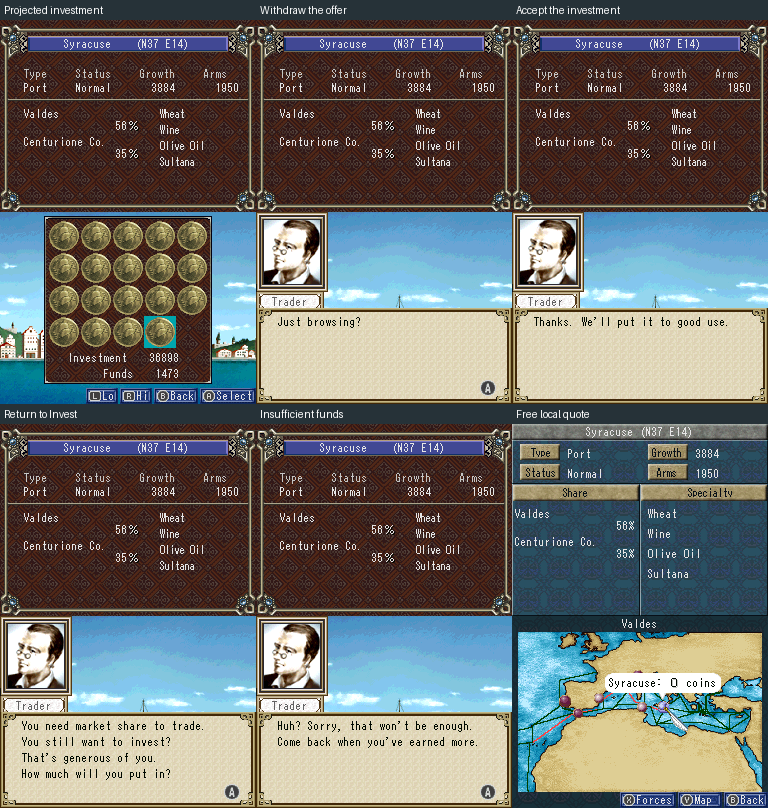 Projected investment
Syracuse (N37 E14)
Type Status Growth Arms
Port Normal 3884 1950
Valdes
56%
Centurione Co.
35%
Wheat
Wine
Olive Oil
Sultana
Investment 36898
Funds 1473
L Lo R Hi B Back A Select
Withdraw the offer
Syracuse (N37 E14)
Type Status Growth Arms
Port Normal 3884 1950
Valdes
56%
Centurione Co.
35%
Wheat
Wine
Olive Oil
Sultana
Trader
Just browsing?
A
Accept the investment
Syracuse (N37 E14)
Type Status Growth Arms
Port Normal 3884 1950
Valdes
56%
Centurione Co.
35%
Wheat
Wine
Olive Oil
Sultana
Trader
Thanks. We'll put it to good use.
Return to Invest
Syracuse (N37 E14)
Type Status Growth Arms
Port Normal 3884 1950
Valdes
56%
Centurione Co.
35%
Wheat
Wine
Olive Oil
Sultana
Trader
You need market share to trade.
You still want to invest?
That's generous of you.
How much will you put in?
A
Insufficient funds
Syracuse (N37 E14)
Type Status Growth Arms
Port Normal 3884 1950
Valdes
56%
Centurione Co.
35%
Wheat
Wine
Olive Oil
Sultana
Trader
Huh? Sorry, that won't be enough.
Come back when you've earned more.
A
Free local quote
Syracuse (N37 E14)
Type Port Growth 3884
Status Normal Arms 1950
Share Specialty
Valdes
56%
Centurione Co.
35%
Wheat
Wine
Olive Oil
Sultana
Valdes
Syracuse: 0 coins
X Forces Y Map B Back